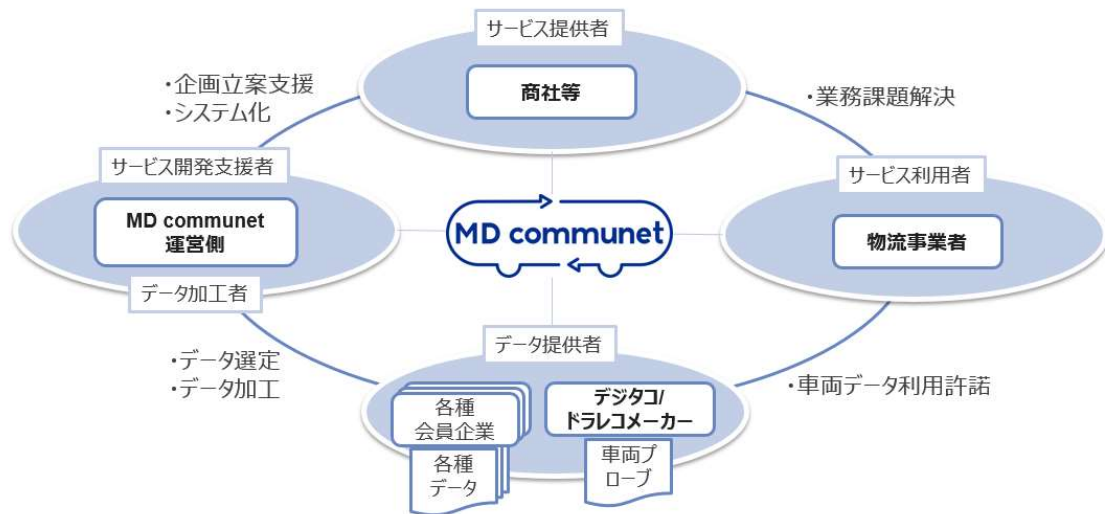 サービス提供者
商社等
・企画立案支援
・システム化
・業務課題解決
サービス開発支援者
MD communet
運営側
データ加工者
MD communet
サービス利用者
物流事業者
・データ選定
・データ加工
データ提供者
各種
会員企業
各種
データ
デジタコ/
ドラレコメーカー
車両プ
ローブ
・車両データ利用許諾